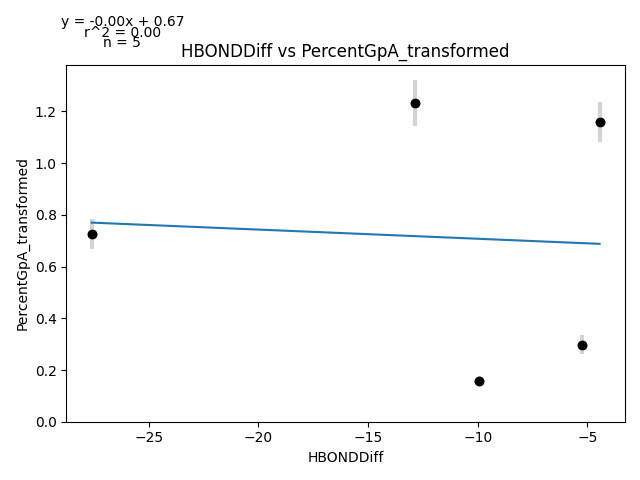 y = -0.00x + 0.67
r^2 = 0.00
n = 5
HBONDDiff vs PercentGpA_transformed
PercentGpA_transformed
1.2
1.0
0.8
0.6
0.4
0.2
0.0
−25
−20
−15
−10
−5
HBONDDiff